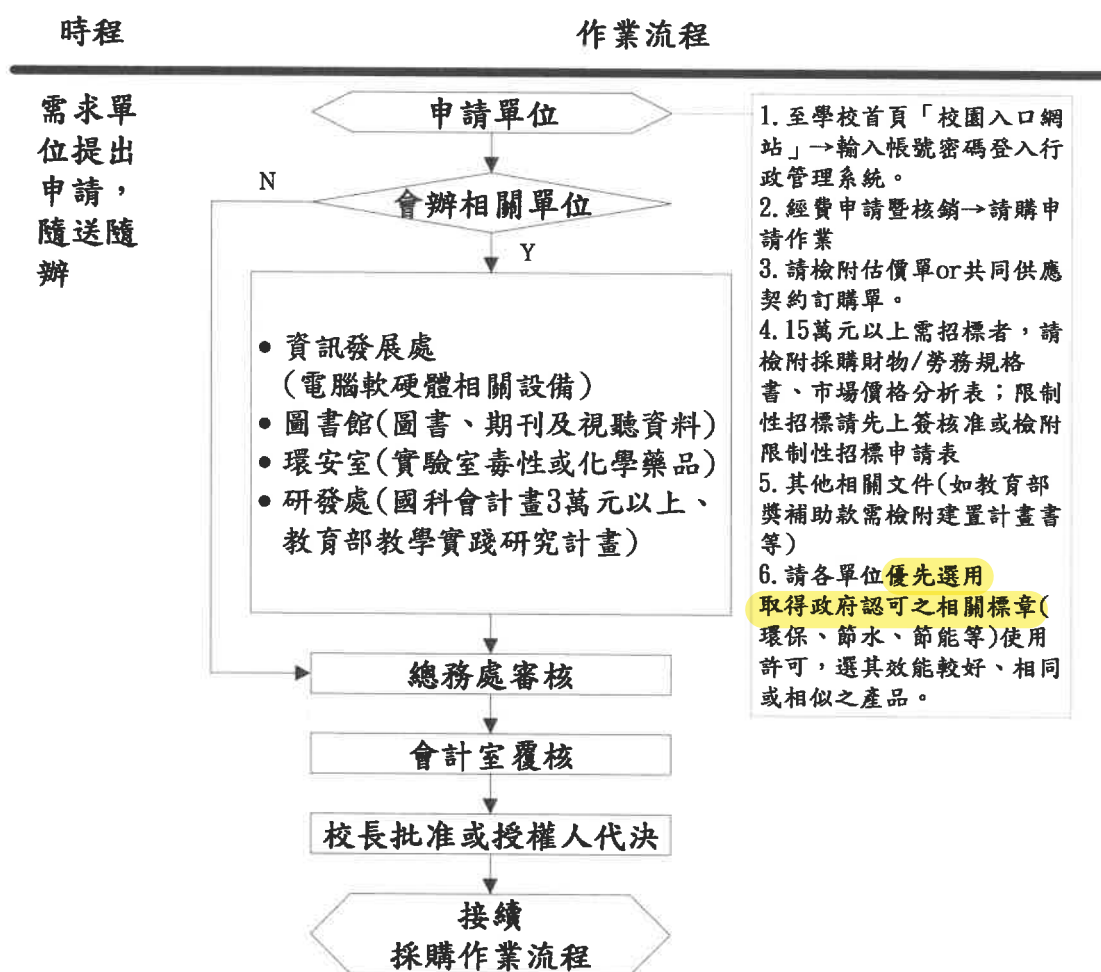 時程
作業流程
需求單
位提出
申請，
隨送隨
辦
申請單位
N
會辦相關單位
Y
• 資訊發展處
(電腦軟硬體相關設備)
• 圖書館(圖書、期刊及視聽資料)
• 環安室(實驗室毒性或化學藥品)
• 研發處(國科會計畫3萬元以上、
教育部教學實踐研究計畫)
總務處審核
會計室覆核
校長批准或授權人代決
接續
採購作業流程
1.至學校首頁「校園入口網
站」→輸入帳號密碼登入行
政管理系統。
2.經費申請暨核銷→請購申
請作業
3.請檢附估價單or共同供應
契約訂購單。
4.15萬元以上需招標者，請
檢附採購財物/勞務規格
書、市場價格分析表；限制
性招標請先上簽核准或檢附
限制性招標申請表
5.其他相關文件(如教育部
獎補助款需檢附建置計畫書
等)
6.請各單位優先選用
取得政府認可之相關標章(
環保、節水、節能等)使用
許可，選其效能較好、相同
或相似之產品。